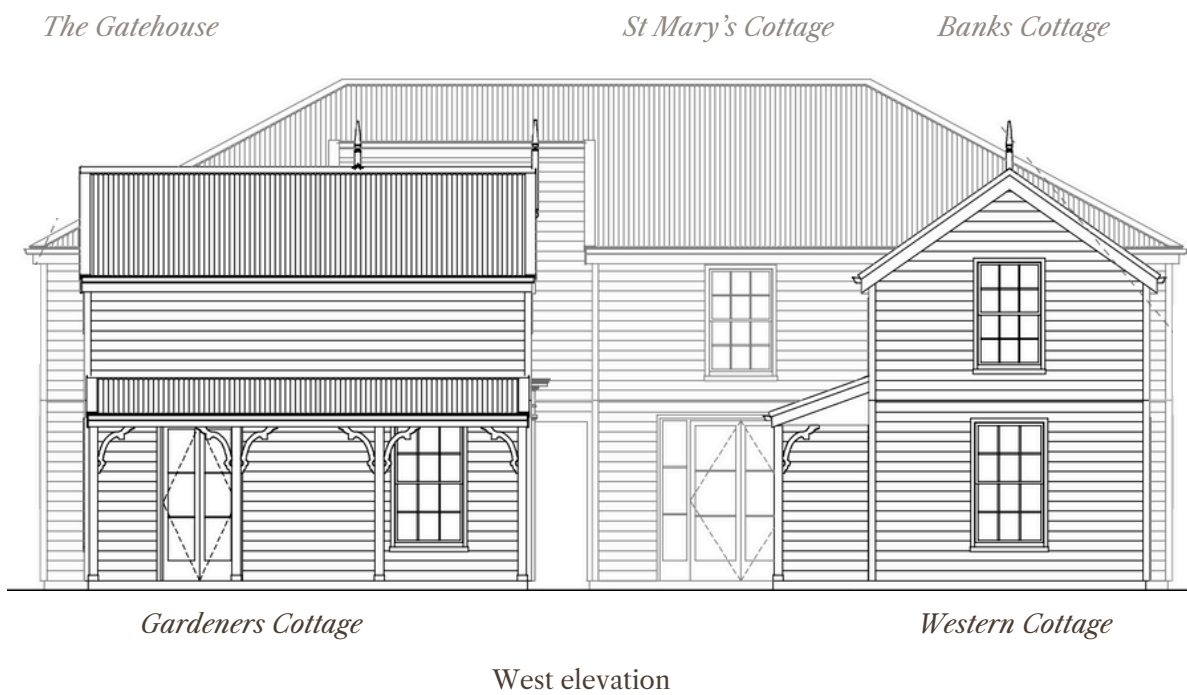 The Gatehouse
St Mary’s Cottage
Banks Cottage
Gardeners Cottage
Western Cottage
West elevation